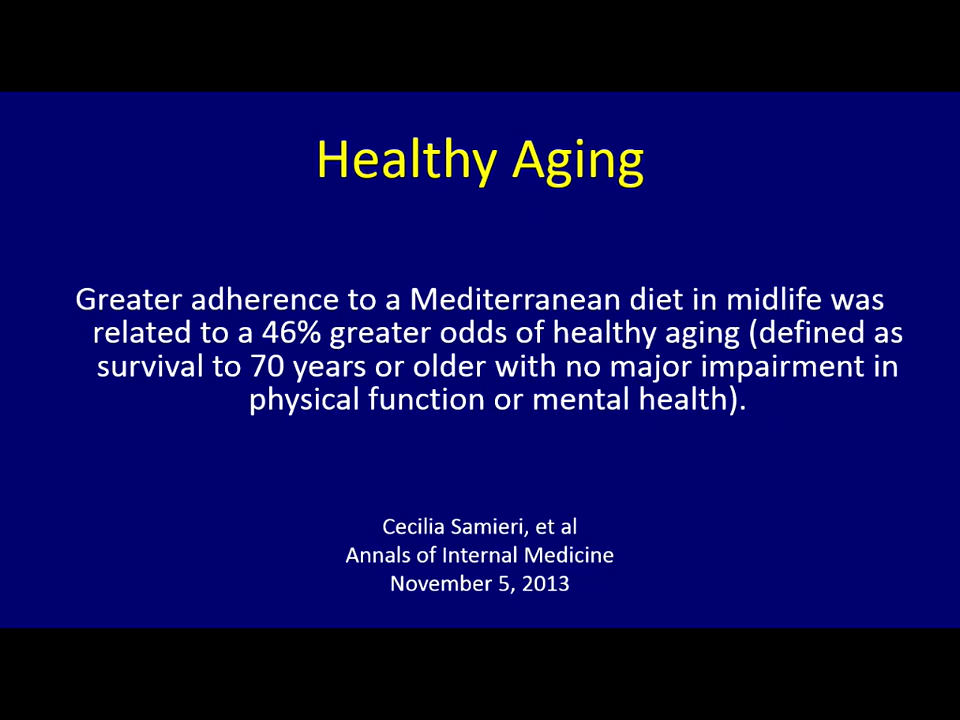 Healthy Aging
Greater adherence to a Mediterranean diet in midlife was
related to a 46% greater odds of healthy aging (defined as
survival to 70 years or older with no major impairment in
physical function or mental health).
Cecilia Samieri, et al
Annals of Internal Medicine
November 5, 2013